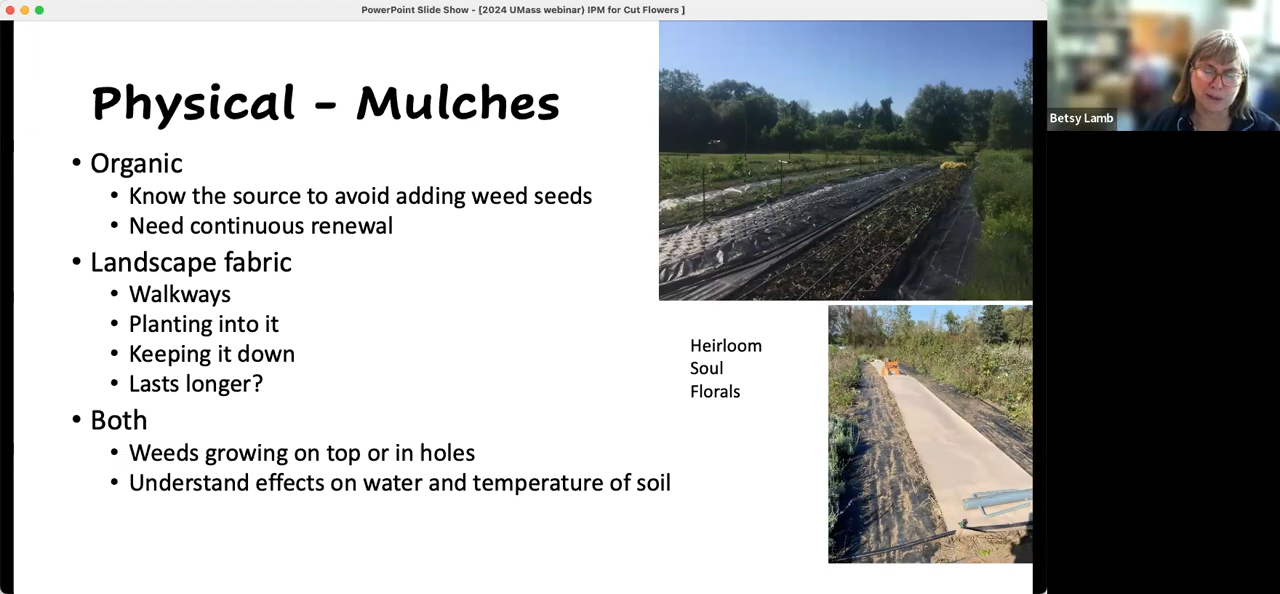 PowerPoint Slide Show - [2024 UMass webinar) IPM for Cut Flowers ]
Physical - Mulches
• Organic
• Know the source to avoid adding weed seeds
• Need continuous renewal
• Landscape fabric
• Walkways
• Planting into it
• Keeping it down
• Lasts longer?
• Both
• Weeds growing on top or in holes
• Understand effects on water and temperature of soil
Heirloom
Soul
Florals
Betsy Lamb